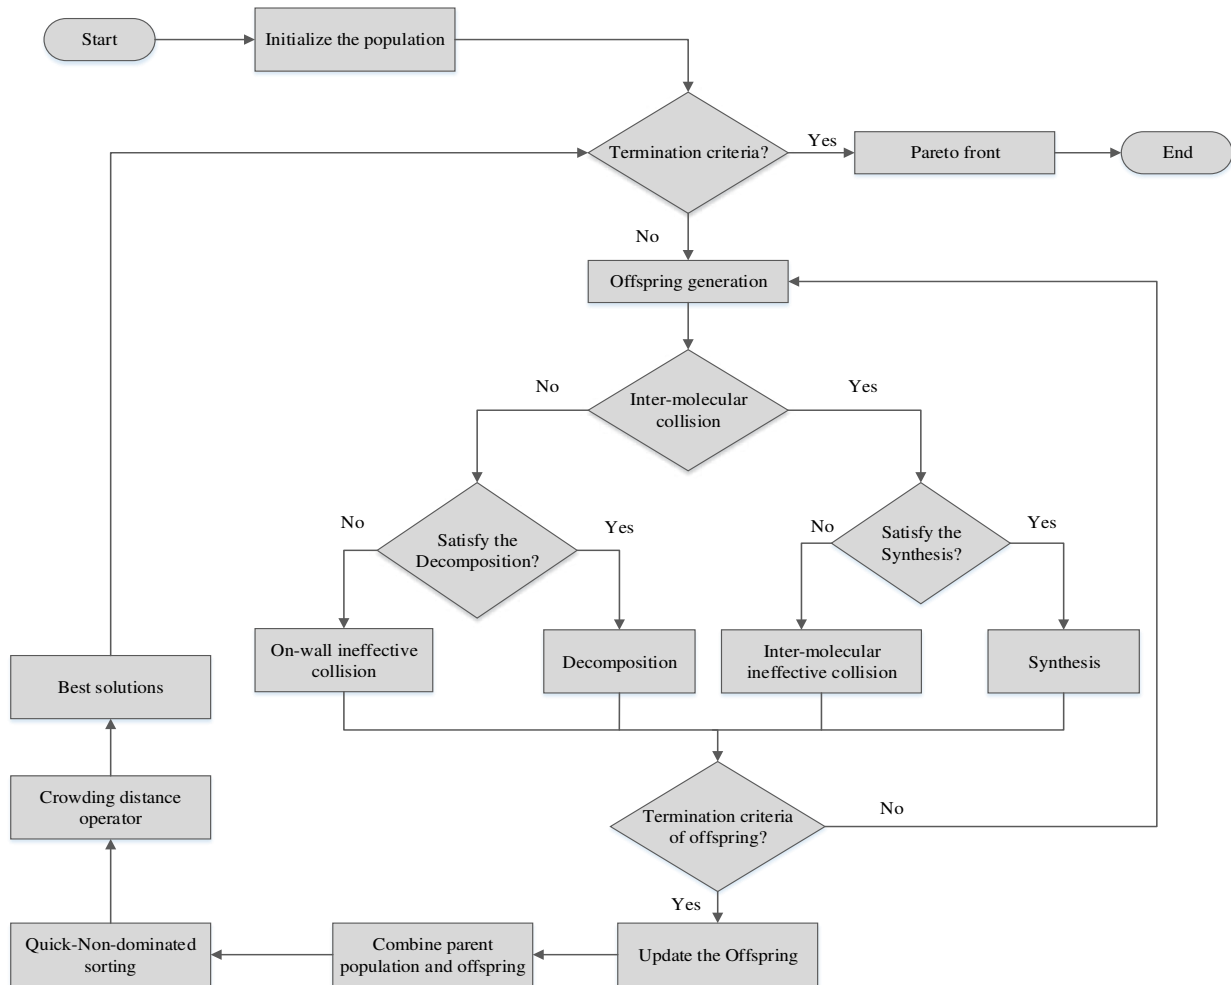 Start
Initialize the population
Termination criteria?
Yes
Pareto front
End
No
Offspring generation
No
Inter-molecular
collision
Yes
No
Satisfy the
Decomposition?
Yes
No
Satisfy the
Synthesis?
Yes
On-wall ineffective
collision
Decomposition
Inter-molecular
ineffective collision
Synthesis
Best solutions
Crowding distance
operator
Termination criteria
of offspring?
No
Yes
Quick-Non-dominated
sorting
Combine parent
population and offspring
Update the Offspring